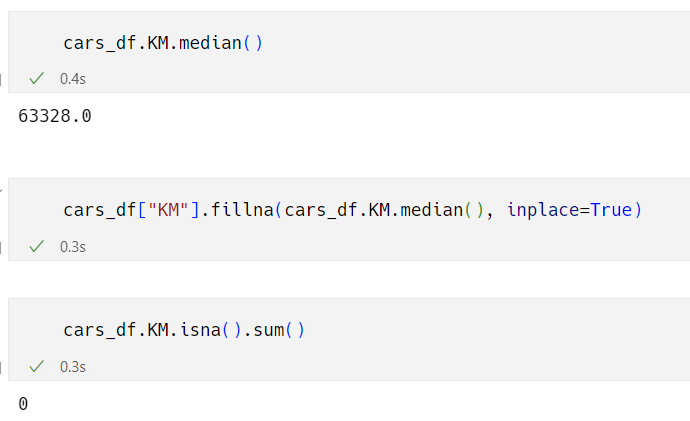 cars_df.KM.median()
0.4s
63328.0
cars_df["KM"].fillna(cars_df.KM.median(), inplace=True)
0.3s
cars_df.KM.isna().sum()
0.3s
0